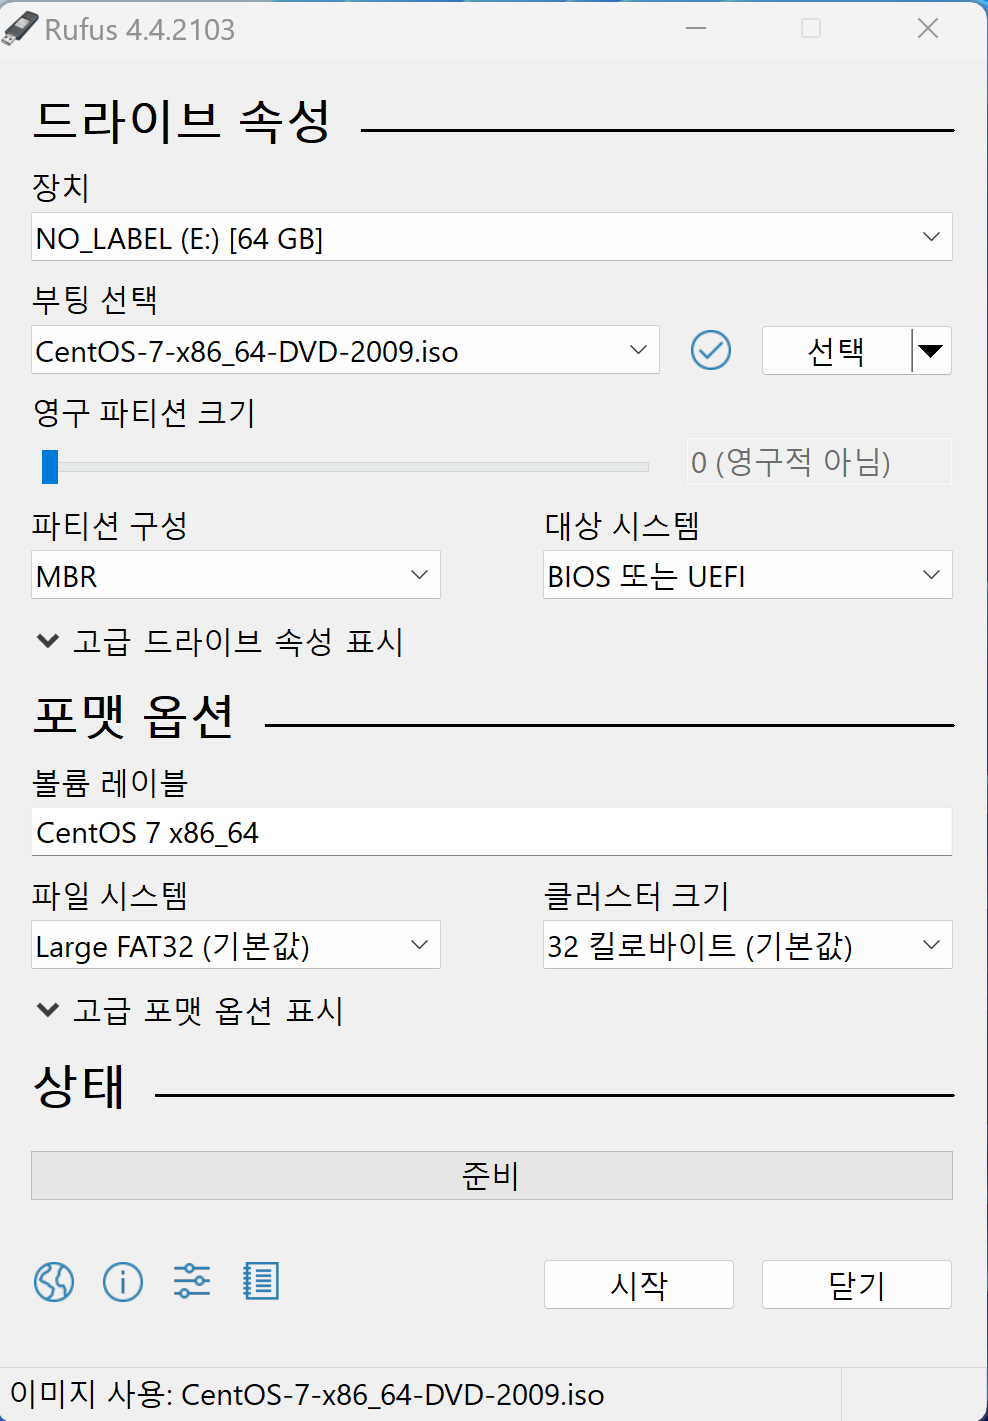 Rufus 4.4.2103
드라이브 속성
장치
NO_LABEL (E:) [64 GB]
부팅 선택
CentOS-7-x86_64-DVD-2009.iso
선택
영구 파티션 크기
0 (영구적 아님)
파티션 구성
대상 시스템
MBR
BIOS 또는 UEFI
고급 드라이브 속성 표시
포맷 옵션
볼륨 레이블
CentOS 7 x86_64
파일 시스템
클러스터 크기
Large FAT32 (기본값)
32 킬로바이트 (기본값)
고급 포맷 옵션 표시
상태
준비
시작
닫기
이미지 사용: CentOS-7-x86_64-DVD-2009.iso